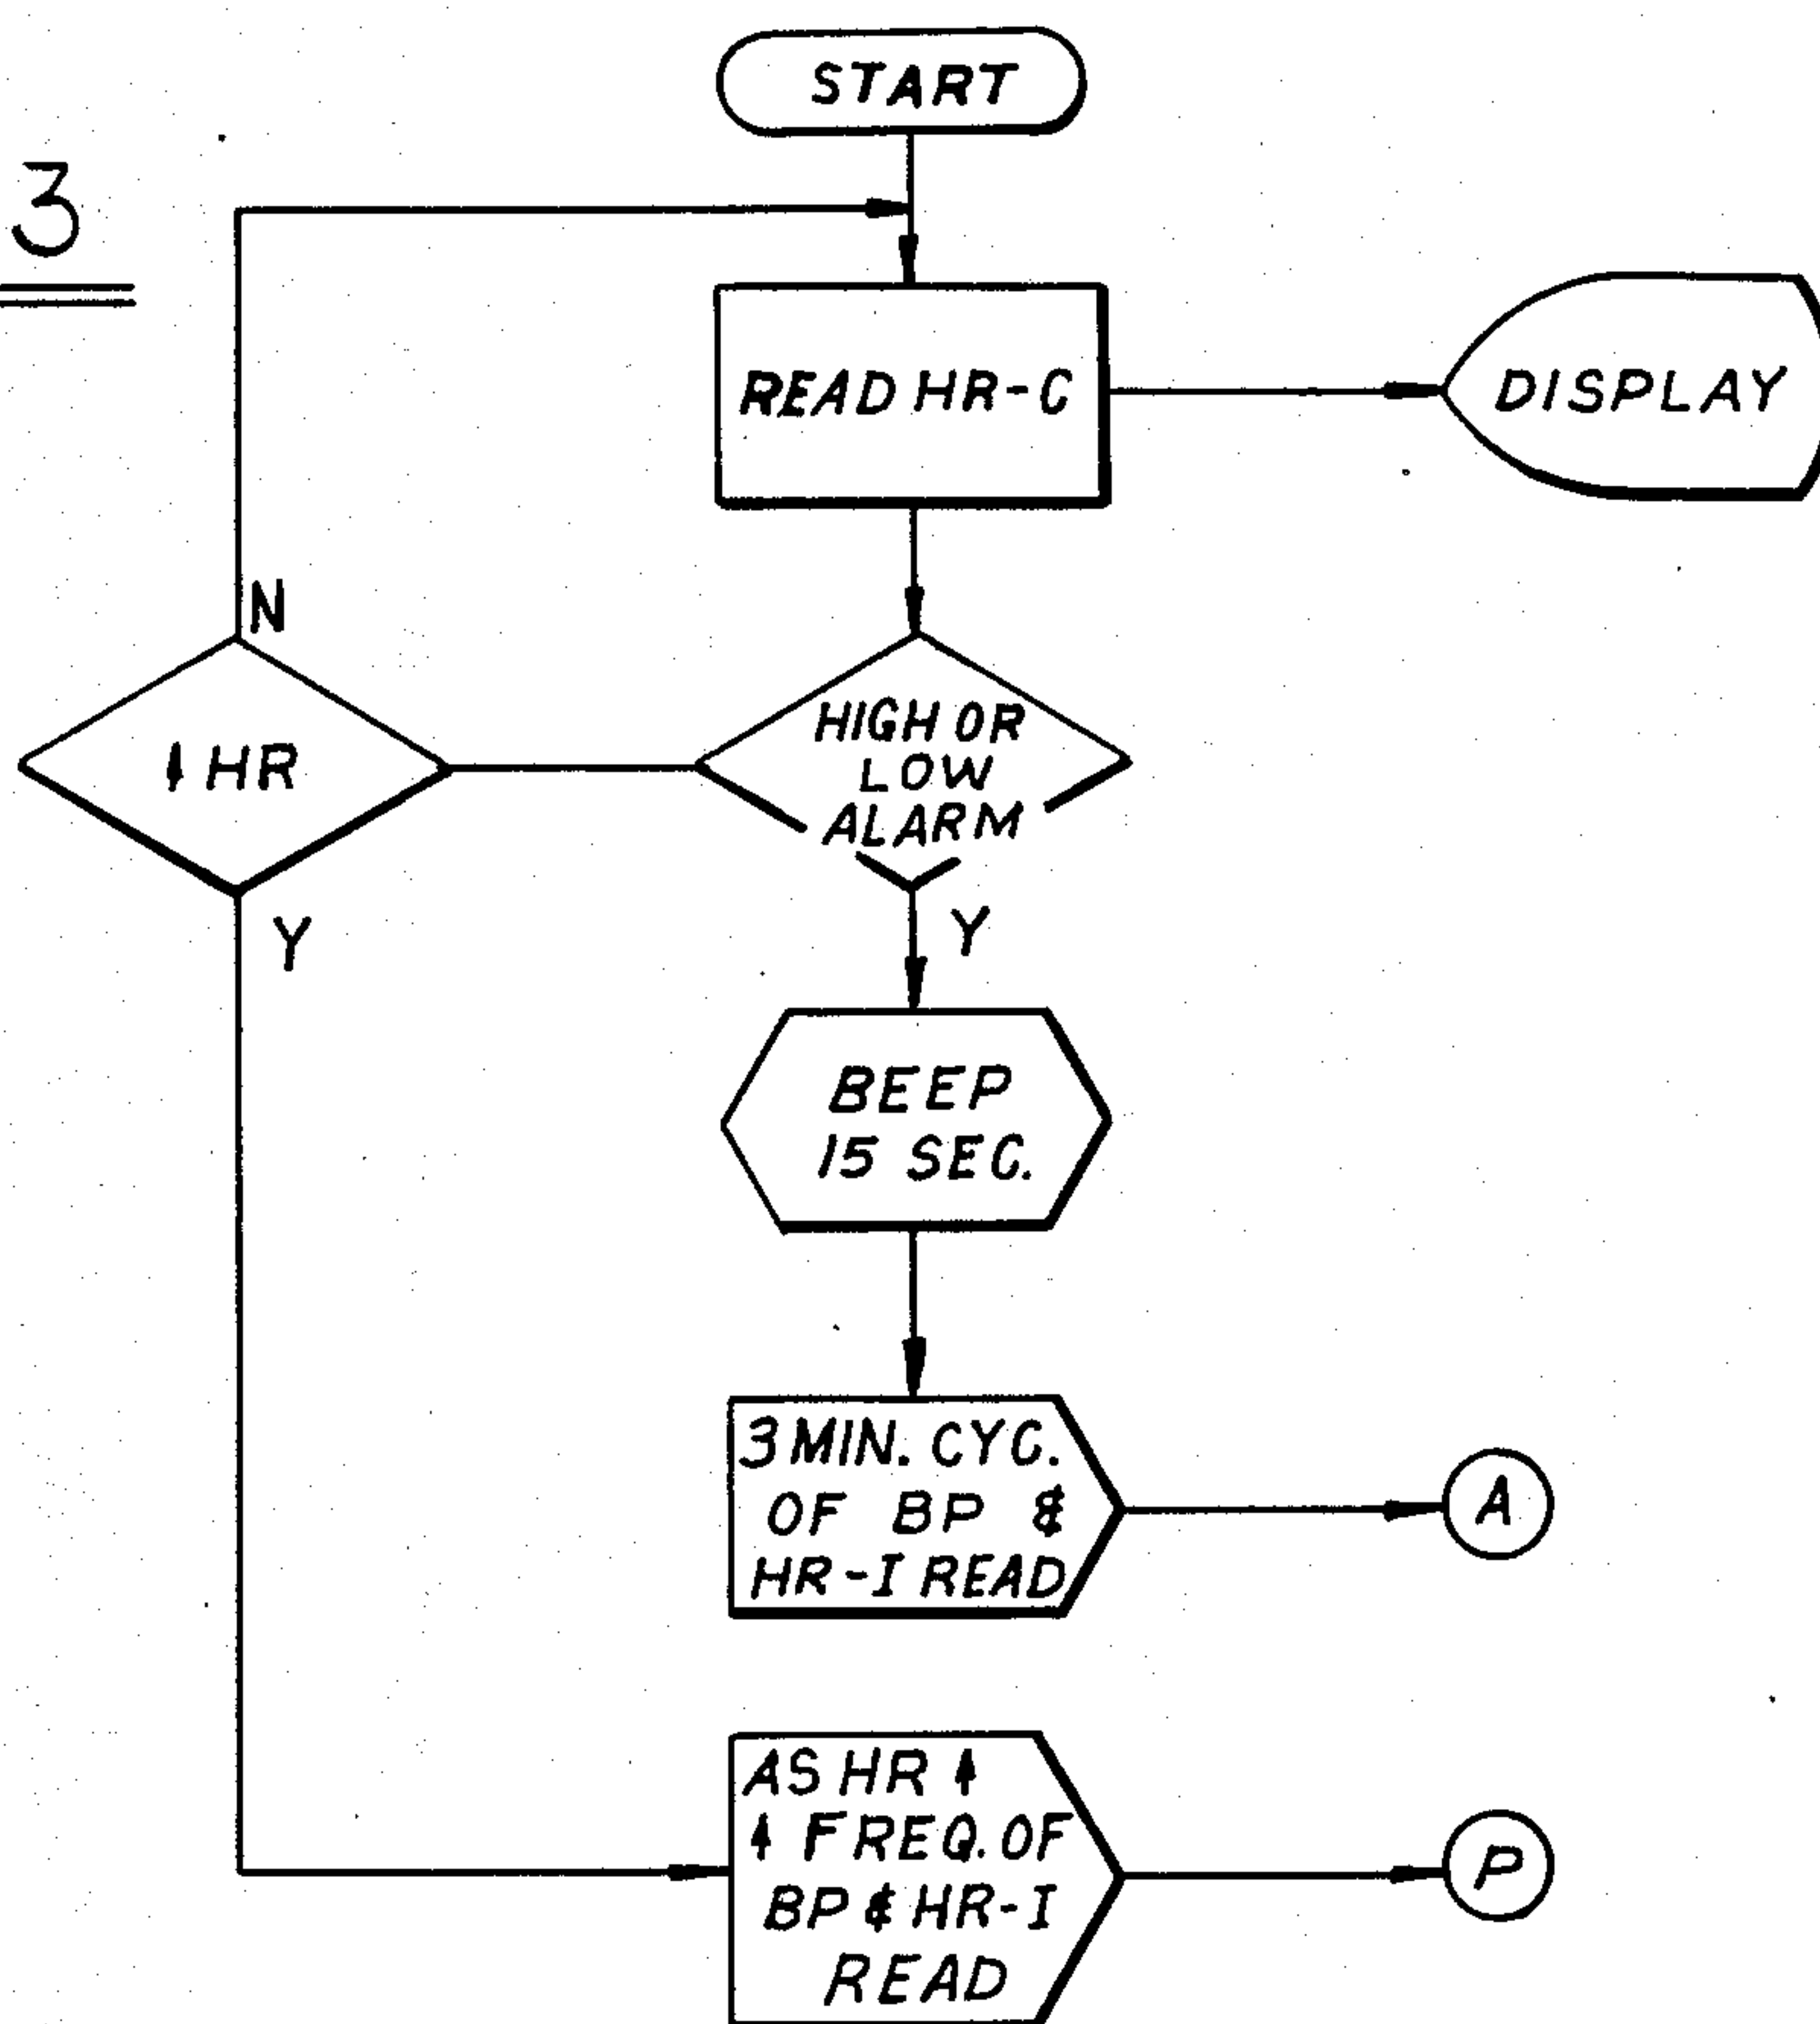 START
3
READ HR-C
DISPLAY
N
↓ HR
HIGH OR
LOW
ALARM
Y
Y
BEEP
15 SEC.
3 MIN. CYC.
OF BP &
HR-I READ
A
AS HR ↑
↑ FREQ. OF
BP & HR-I
READ
P